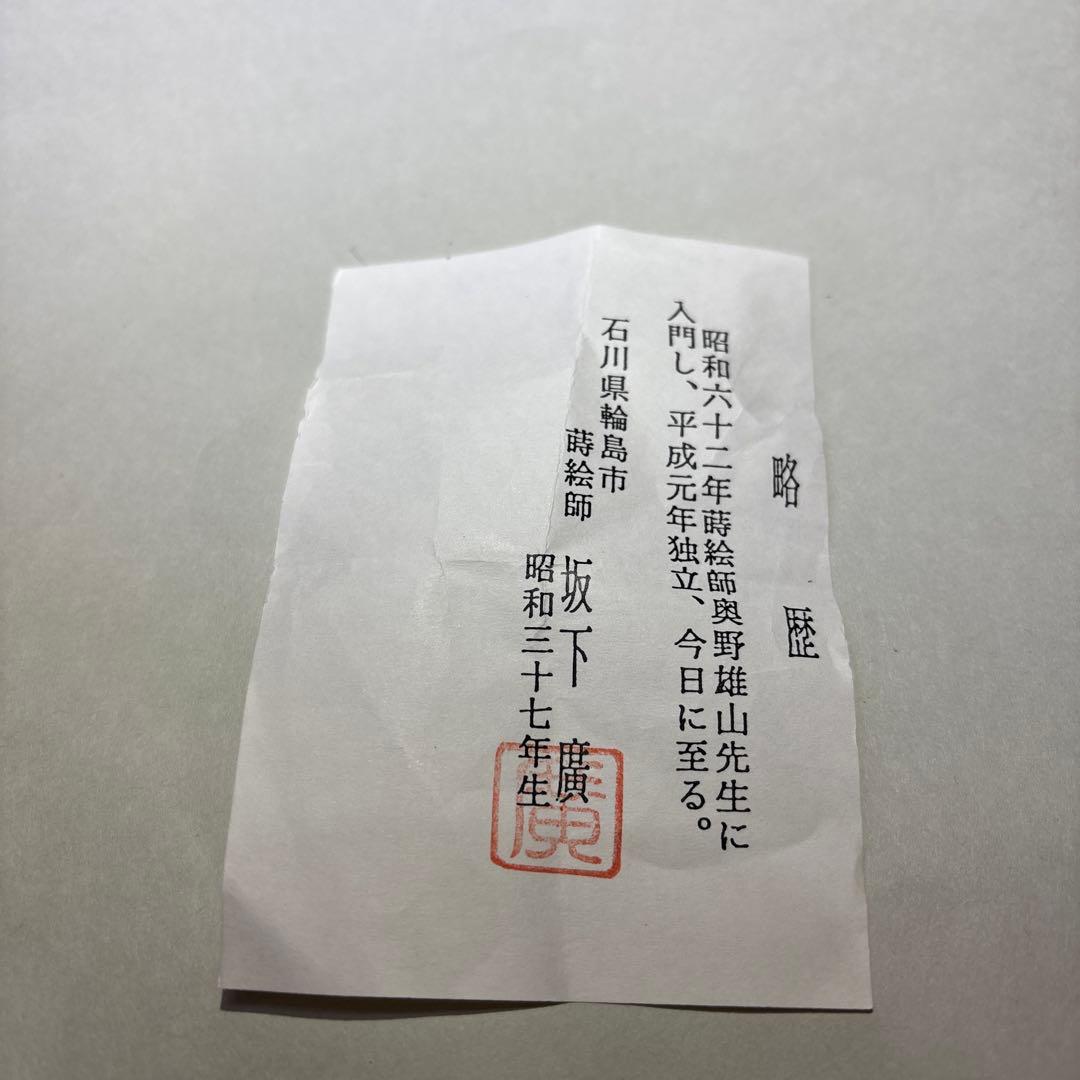 略歴
昭和六十二年蒔絵師奥野雄山先生に
入門し、平成元年独立、今日に至る。
石川県輪島市
蒔絵師 坂下廣
昭和三十七年生
廣